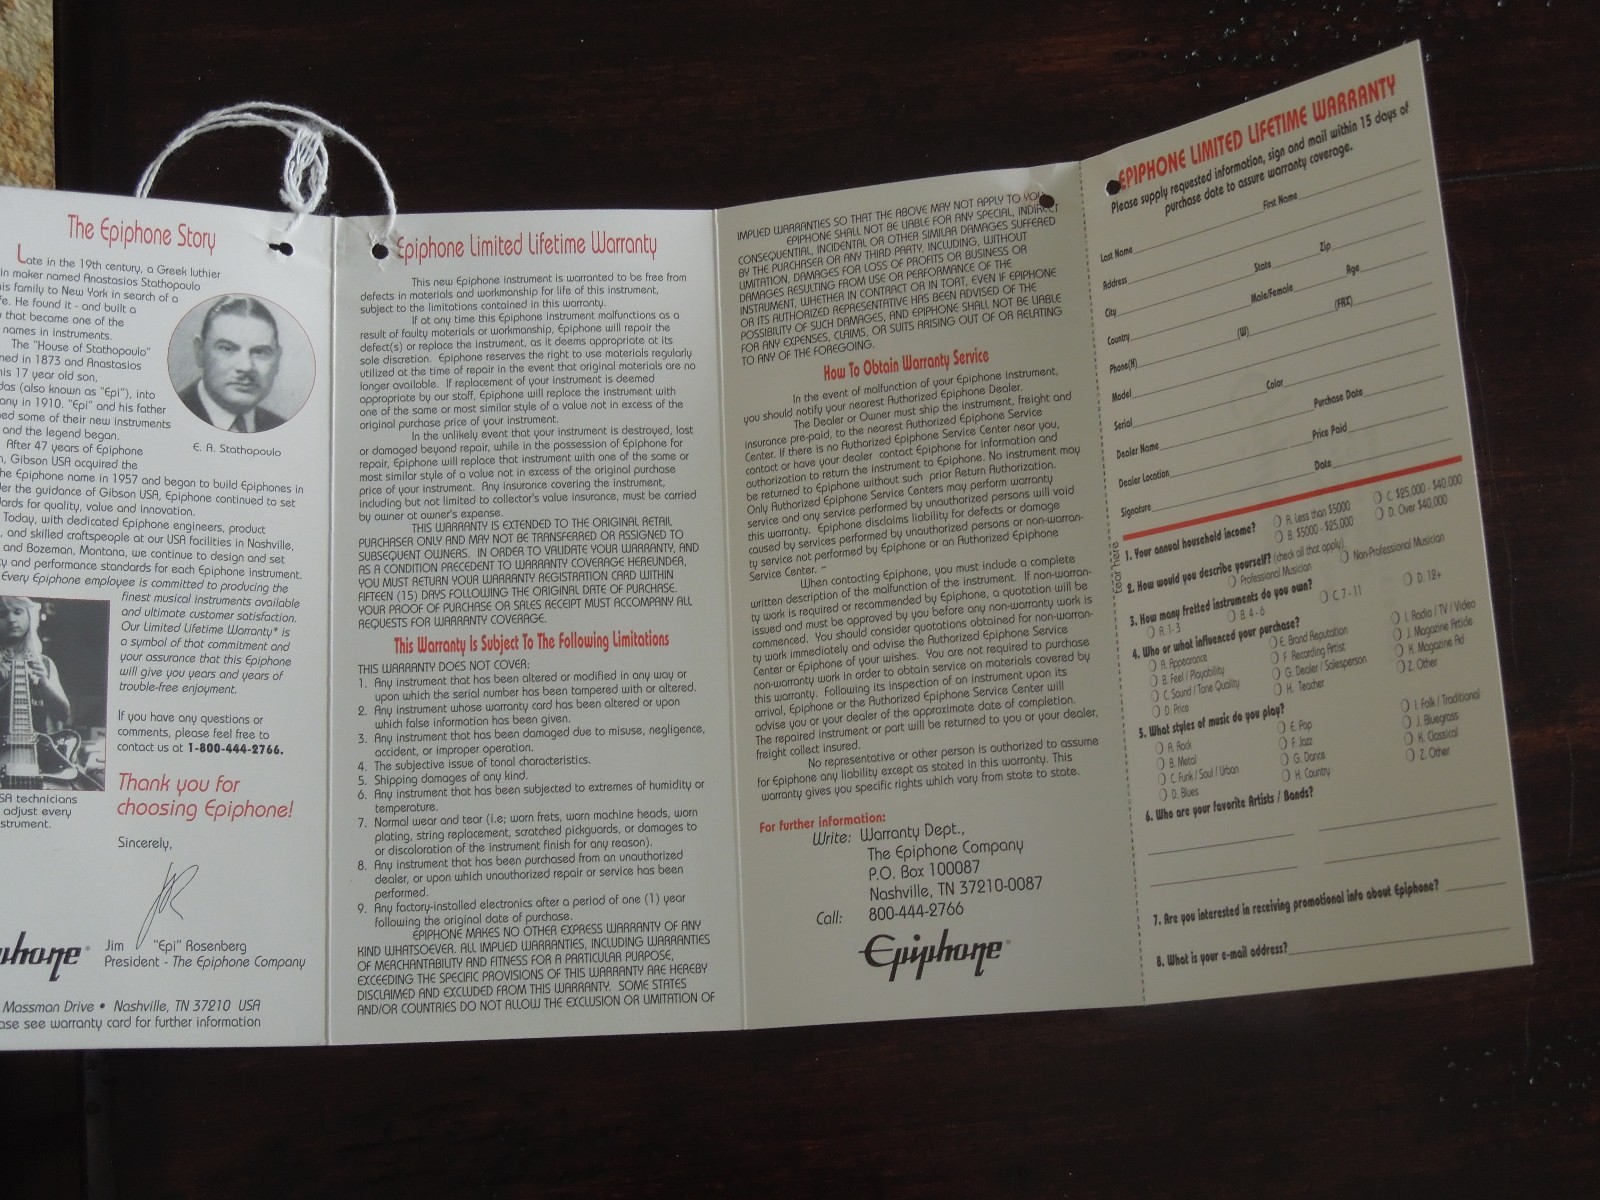 The Epiphone Story
Late in the 19th century, a Greek luthier
maker named Anastasios Stathopoulo
his family to New York in search of a
He found it - and built a
that became one of the
names in instruments.
The "House of Stathopoulo"
in 1873 and Anastasios
his 17 year old son,
(also known as "Epi"), into
in 1910. "Epi" and his father
some of their new instruments
and the legend began.
After 47 years of Epiphone
Gibson USA acquired the
Epiphone name in 1957 and began to build Epiphones in
the guidance of Gibson USA, Epiphone continued to set
for quality, value and innovation.
Today, with dedicated Epiphone engineers, product
and skilled craftspeople at our USA facilities in Nashville,
and Bozeman, Montana, we continue to design and set
and performance standards for each Epiphone instrument.
Every Epiphone employee is committed to producing the
finest musical instruments available
and ultimate customer satisfaction.
Our Limited Lifetime Warranty* is
a symbol of that commitment and
your assurance that this Epiphone
will give you years and years of
trouble-free enjoyment.
E. A. Stathopoulo
If you have any questions or
comments, please feel free to
contact us at 1-800-444-2766.
Thank you for
choosing Epiphone!
technicians
adjust every
Sincerely,
Jim "Epi" Rosenberg
President - The Epiphone Company
Massman Drive • Nashville, TN 37210 USA
see warranty card for further information
Epiphone Limited Lifetime Warranty
This new Epiphone instrument is warranted to be free from
defects in materials and workmanship for life of this instrument,
subject to the limitations contained in this warranty.
If at any time this Epiphone instrument malfunctions as a
result of faulty materials or workmanship, Epiphone will repair the
defect(s) or replace the instrument, as it deems appropriate at its
sole discretion. Epiphone reserves the right to use materials regularly
utilized at the time of repair in the event that original materials are no
longer available. If replacement of your instrument is deemed
appropriate by our staff, Epiphone will replace the instrument with
one of the same or most similar style of a value not in excess of the
original purchase price of your instrument.
In the unlikely event that your instrument is destroyed, lost
or damaged beyond repair, while in the possession of Epiphone for
repair, Epiphone will replace that instrument with one of the same or
most similar style of a value not in excess of the original purchase
price of your instrument. Any insurance covering the instrument,
including but not limited to collector's value insurance, must be carried
by owner at owner's expense.
THIS WARRANTY IS EXTENDED TO THE ORIGINAL RETAIL
PURCHASER ONLY AND MAY NOT BE TRANSFERRED OR ASSIGNED TO
SUBSEQUENT OWNERS. IN ORDER TO VALIDATE YOUR WARRANTY, AND
AS A CONDITION PRECEDENT TO WARRANTY COVERAGE HEREUNDER,
YOU MUST RETURN YOUR WARRANTY REGISTRATION CARD WITHIN
FIFTEEN (15) DAYS FOLLOWING THE ORIGINAL DATE OF PURCHASE.
YOUR PROOF OF PURCHASE OR SALES RECEIPT MUST ACCOMPANY ALL
REQUESTS FOR WARRANTY COVERAGE.
This Warranty Is Subject To The Following Limitations
THIS WARRANTY DOES NOT COVER:
1. Any instrument that has been altered or modified in any way or
upon which the serial number has been tampered with or altered.
2. Any instrument whose warranty card has been altered or upon
which false information has been given.
3. Any instrument that has been damaged due to misuse, negligence,
accident, or improper operation.
4. The subjective issue of tonal characteristics.
5. Shipping damages of any kind.
6. Any instrument that has been subjected to extremes of humidity or
temperature.
7. Normal wear and tear (i.e; worn frets, worn machine heads, worn
plating, string replacement, scratched pickguards, or damages to
or discoloration of the instrument finish for any reason).
8. Any instrument that has been purchased from an unauthorized
dealer, or upon which unauthorized repair or service has been
performed.
9. Any factory-installed electronics after a period of one (1) year
following the original date of purchase.
EPIPHONE MAKES NO OTHER EXPRESS WARRANTY OF ANY
KIND WHATSOEVER. ALL IMPLIED WARRANTIES, INCLUDING WARRANTIES
OF MERCHANTABILITY AND FITNESS FOR A PARTICULAR PURPOSE,
EXCEEDING THE SPECIFIC PROVISIONS OF THIS WARRANTY ARE HEREBY
DISCLAIMED AND EXCLUDED FROM THIS WARRANTY. SOME STATES
AND/OR COUNTRIES DO NOT ALLOW THE EXCLUSION OR LIMITATION OF
IMPLIED WARRANTIES SO THAT THE ABOVE MAY NOT APPLY TO YOU.
EPIPHONE SHALL NOT BE LIABLE FOR ANY SPECIAL, INDIRECT
CONSEQUENTIAL, INCIDENTAL OR OTHER SIMILAR DAMAGES SUFFERED
BY THE PURCHASER OR ANY THIRD PARTY, INCLUDING, WITHOUT
LIMITATION, DAMAGES FOR LOSS OF PROFITS OR BUSINESS OR
DAMAGES RESULTING FROM USE OR PERFORMANCE OF THE
INSTRUMENT, WHETHER IN CONTRACT OR IN TORT, EVEN IF EPIPHONE
OR ITS AUTHORIZED REPRESENTATIVE HAS BEEN ADVISED OF THE
POSSIBILITY OF SUCH DAMAGES, AND EPIPHONE SHALL NOT BE LIABLE
FOR ANY EXPENSES, CLAIMS, OR SUITS ARISING OUT OF OR RELATING
TO ANY OF THE FOREGOING.
How To Obtain Warranty Service
In the event of malfunction of your Epiphone instrument,
you should notify your nearest Authorized Epiphone Dealer.
The Dealer or Owner must ship the instrument, freight and
insurance pre-paid, to the nearest Authorized Epiphone Service
Center. If there is no Authorized Epiphone Service Center near you,
contact or have your dealer contact Epiphone for information and
authorization to return the instrument to Epiphone. No instrument may
be returned to Epiphone without such prior Return Authorization.
Only Authorized Epiphone Service Centers may perform warranty
service and any service performed by unauthorized persons will void
this warranty. Epiphone disclaims liability for defects or damage
caused by services performed by unauthorized persons or non-warran-
ty service not performed by Epiphone or an Authorized Epiphone
Service Center.
When contacting Epiphone, you must include a complete
written description of the malfunction of the instrument. If non-warran-
ty work is required or recommended by Epiphone, a quotation will be
issued and must be approved by you before any non-warranty work is
commenced. You should consider quotations obtained for non-warran-
ty work immediately and advise the Authorized Epiphone Service
Center or Epiphone of your wishes. You are not required to purchase
non-warranty work in order to obtain service on materials covered by
this warranty. Following its inspection of an instrument upon its
arrival, Epiphone or the Authorized Epiphone Service Center will
advise you or your dealer of the approximate date of completion.
The repaired instrument or part will be returned to you or your dealer,
freight collect insured.
No representative or other person is authorized to assume
for Epiphone any liability except as stated in this warranty. This
warranty gives you specific rights which vary from state to state.
For further information:
Write: Warranty Dept.,
The Epiphone Company
P.O. Box 100087
Nashville, TN 37210-0087
Call: 800-444-2766
Epiphone®
tear here
EPIPHONE LIMITED LIFETIME WARRANTY
Please supply requested information, sign and mail within 15 days of
purchase date to assure warranty coverage.
Last Name First Name
Address
City State Zip
Country Male/Female Age
Phone(H) (W) (FAX)
Model
Serial Color
Dealer Name Purchase Date
Dealer Location Price Paid
Signature Date
1. Your annual household income? A. Less than $5000 C. $25,000 - $40,000
B. $5000 - $25,000 D. Over $40,000
2. How would you describe yourself? (check all that apply)
Professional Musician Non-Professional Musician
3. How many fretted instruments do you own?
A. 1-3 B. 4-6 C. 7-11 D. 12+
4. Who or what influenced your purchase?
A. Appearance E. Brand Reputation I. Radio / TV / Video
B. Feel / Playability F. Recording Artist J. Magazine Article
C. Sound / Tone Quality G. Dealer / Salesperson K. Magazine Ad
D. Price H. Teacher Z. Other
5. What styles of music do you play?
A. Rock E. Pop I. Folk / Traditional
B. Metal F. Jazz J. Bluegrass
C. Funk / Soul / Urban G. Dance K. Classical
D. Blues H. Country Z. Other
6. Who are your favorite Artists / Bands?
7. Are you interested in receiving promotional info about Epiphone?
8. What is your e-mail address?